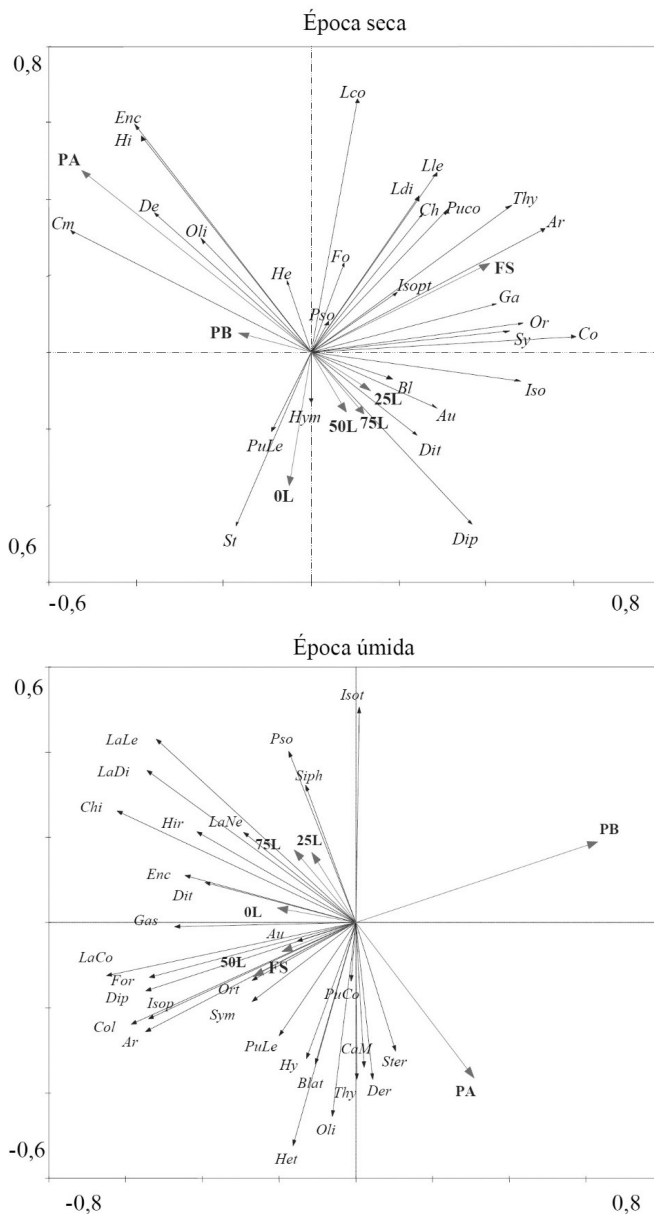 Época seca
0,8
Lco
Enc
Hi
PA
Lle
Ldi
Thy
De
Ch Puco
Cm
Oli
Ar
Fo
He
FS
Isopt
Ga
Pso
Or
PB
Sy
Co
Bl
Iso
25L
Hym
50L
75L
Au
PuLe
Dit
0L
St
Dip
0,6
-0,6
0,8
Época úmida
0,6
Isot
LaLe
Pso
LaDi
Siph
Chi
Hir
LaNe
75L
25L
PB
Enc
Dit
0L
Gas
Au
LaCo
50L
FS
For
Dip
Isop
Ort
PuCo
Col
Sym
Ar
PuLe
CaM
Hy
Ster
Blat
Thy
Der
PA
Oli
Het
-0,6
-0,8
0,8